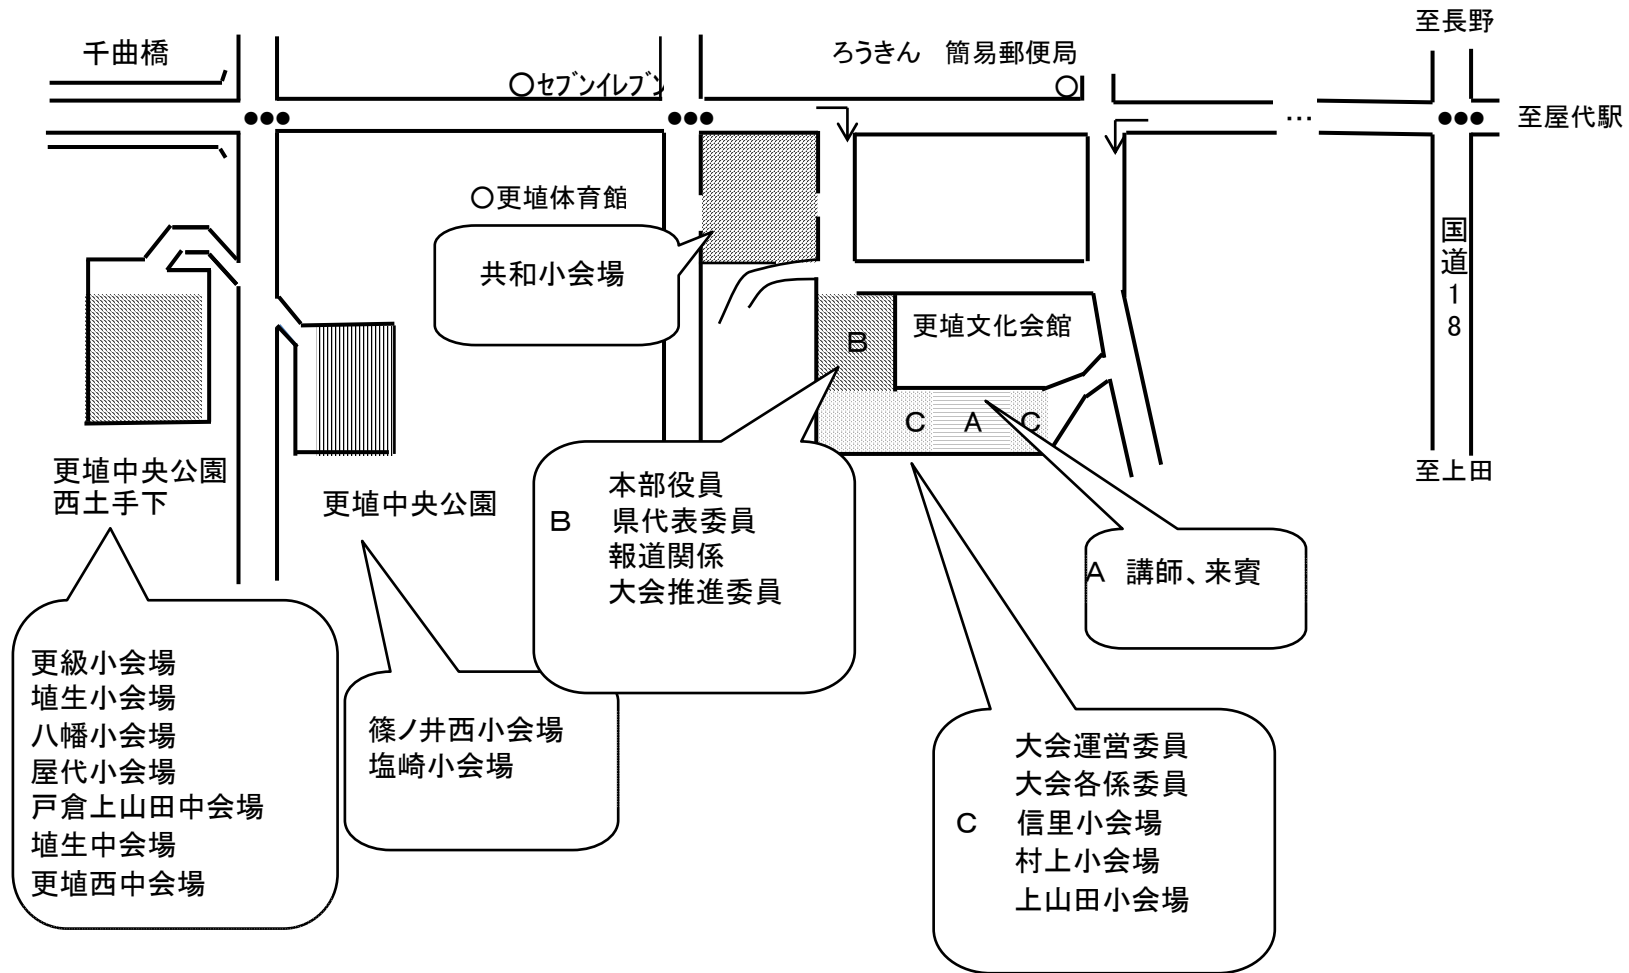 至長野
千曲橋
ろうきん　簡易郵便局
○セブンイレブン
○
●●●
●●●
…
●●●
至屋代駅
○更埴体育館
国道18
共和小会場
更埴文化会館
B
C
A
C
更埴中央公園
西土手下
更埴中央公園
至上田
本部役員
B　県代表委員
報道関係
大会推進委員
A　講師、来賓
更級小会場
埴生小会場
八幡小会場
屋代小会場
戸倉上山田中会場
埴生中会場
更埴西中会場
篠ノ井西小会場
塩崎小会場
大会運営委員
大会各係委員
C　信里小会場
村上小会場
上山田小会場